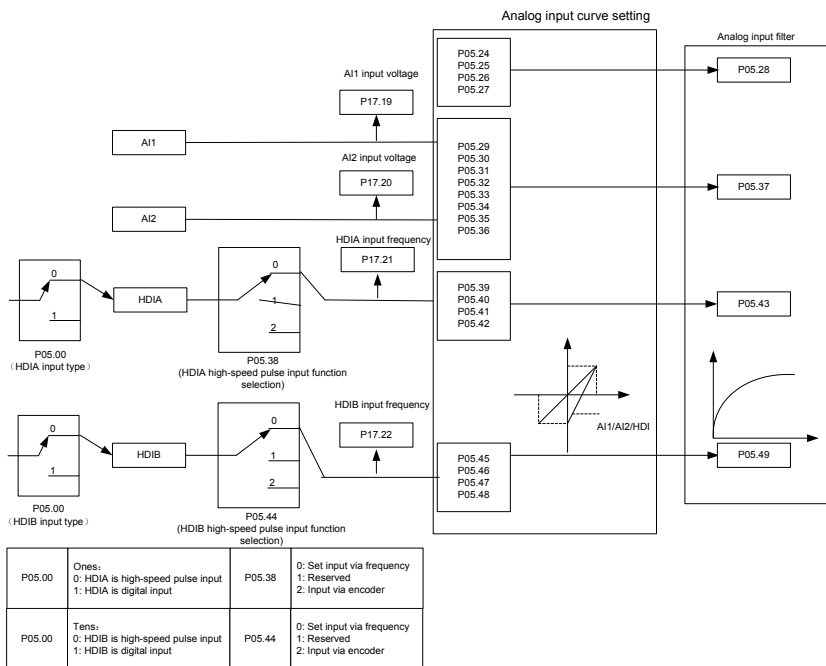 Analog input curve setting
Analog input filter
P05.24
P05.25
P05.26
P05.27
P05.28
AI1 input voltage
P17.19
AI1
P05.29
P05.30
P05.31
P05.32
P05.33
P05.34
P05.35
P05.36
P05.37
AI2 input voltage
P17.20
AI2
HDIA input frequency
P17.21
0
1
P05.00
(HDIA input type)
HDIA
0
1
2
P05.38
(HDIA high-speed pulse input function
selection)
P05.39
P05.40
P05.41
P05.42
P05.43
AI1/AI2/HDI
HDIB input frequency
P17.22
0
1
P05.00
(HDIB input type)
HDIB
0
1
2
P05.44
(HDIB high-speed pulse input function
selection)
P05.45
P05.46
P05.47
P05.48
P05.49
P05.00
Ones:
0: HDIA is high-speed pulse input
1: HDIA is digital input
P05.38
0: Set input via frequency
1: Reserved
2: Input via encoder
P05.00
Tens:
0: HDIB is high-speed pulse input
1: HDIB is digital input
P05.44
0: Set input via frequency
1: Reserved
2: Input via encoder